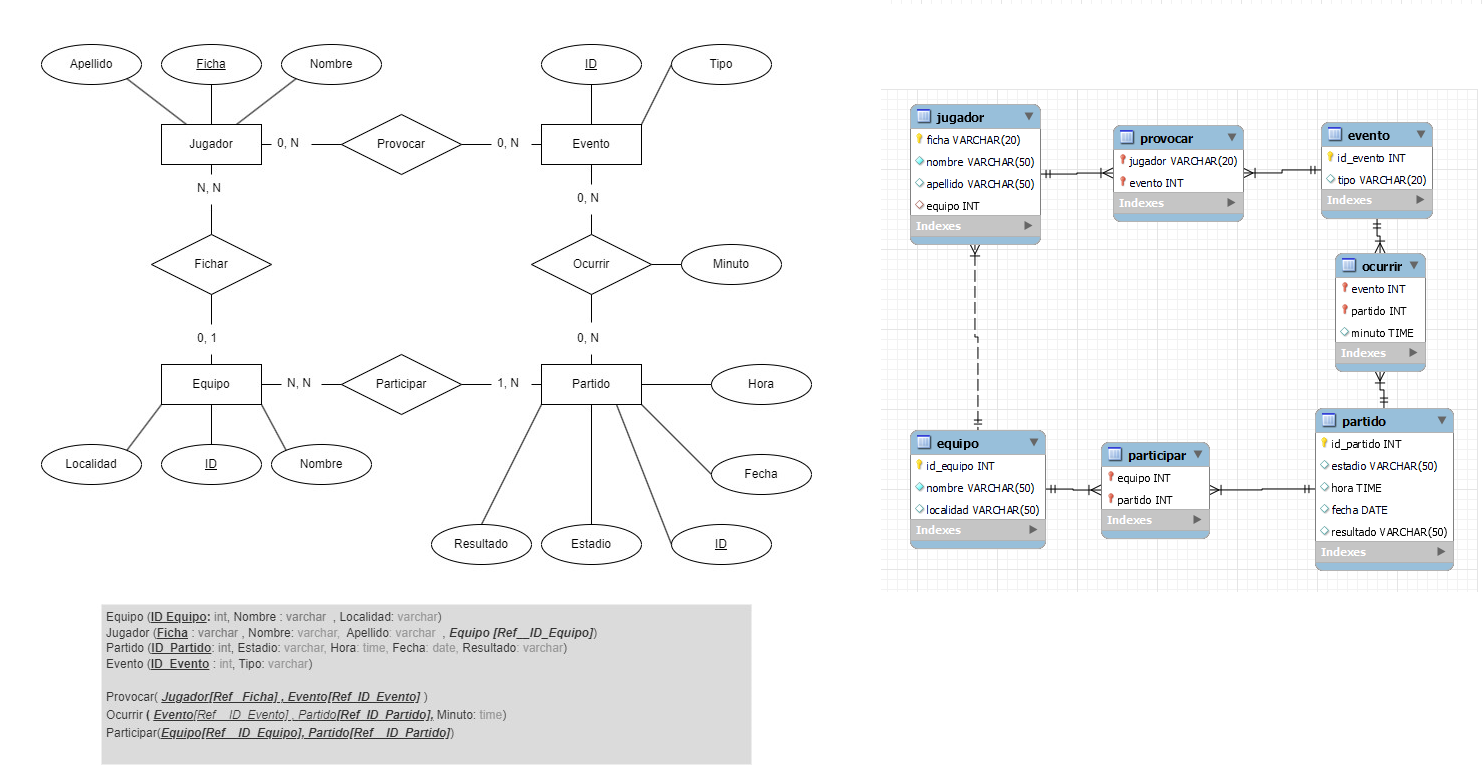 Apellido
Ficha
Nombre
ID
Tipo
Jugador
0, N
Provocar
0, N
Evento
N, N
0, N
Fichar
Ocurrir
Minuto
0, 1
0, N
Equipo
N, N
Participar
1, N
Partido
Hora
Localidad
ID
Nombre
Fecha
Resultado
Estadio
ID
Equipo (ID Equipo: int, Nombre : varchar , Localidad: varchar)
Jugador (Ficha : varchar , Nombre: varchar, Apellido: varchar , Equipo [Ref__ID_Equipo])
Partido (ID_Partido: int, Estadio: varchar, Hora: time, Fecha: date, Resultado: varchar)
Evento (ID_Evento : int, Tipo: varchar)
Provocar( Jugador[Ref_ Ficha] , Evento[Ref_ID_Evento] )
Ocurrir ( Evento[Ref__ID_Evento] , Partido[Ref_ID_Partido], Minuto: time)
Participar(Equipo[Ref__ID_Equipo], Partido[Ref__ID_Partido])
jugador
ficha VARCHAR(20)
nombre VARCHAR(50)
apellido VARCHAR(50)
equipo INT
Indexes
provocar
jugador VARCHAR(20)
evento INT
Indexes
evento
id_evento INT
tipo VARCHAR(20)
Indexes
ocurrir
evento INT
partido INT
minuto TIME
Indexes
equipo
id_equipo INT
nombre VARCHAR(50)
localidad VARCHAR(50)
Indexes
participar
equipo INT
partido INT
Indexes
partido
id_partido INT
estadio VARCHAR(50)
hora TIME
fecha DATE
resultado VARCHAR(50)
Indexes